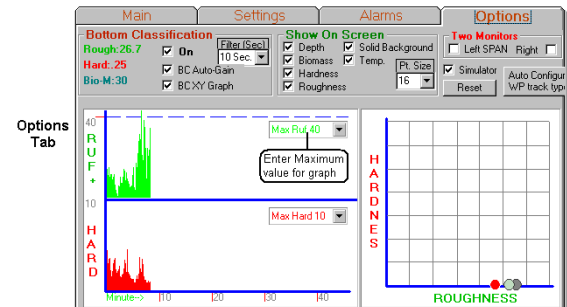 Main Settings Alarms Options
Bottom Classification
Rough:26.7
Hard:.25
Bio-M:30
On
BC Auto-Gain
BC XY Graph
Filter (Sec)
10 Sec.
Show On Screen
Depth
Biomass
Hardness
Roughness
Solid Background
Temp.
Pt. Size
16
Two Monitors
Left SPAN Right
Simulator
Reset
Auto Configur
WP track type
Options
Tab
40
RUF+
Max Ruf 40
Enter Maximum
value for graph
10
HARD
Max Hard 10
Minute--> 10 20 30 40
HARDNES
S
ROUGHNESS